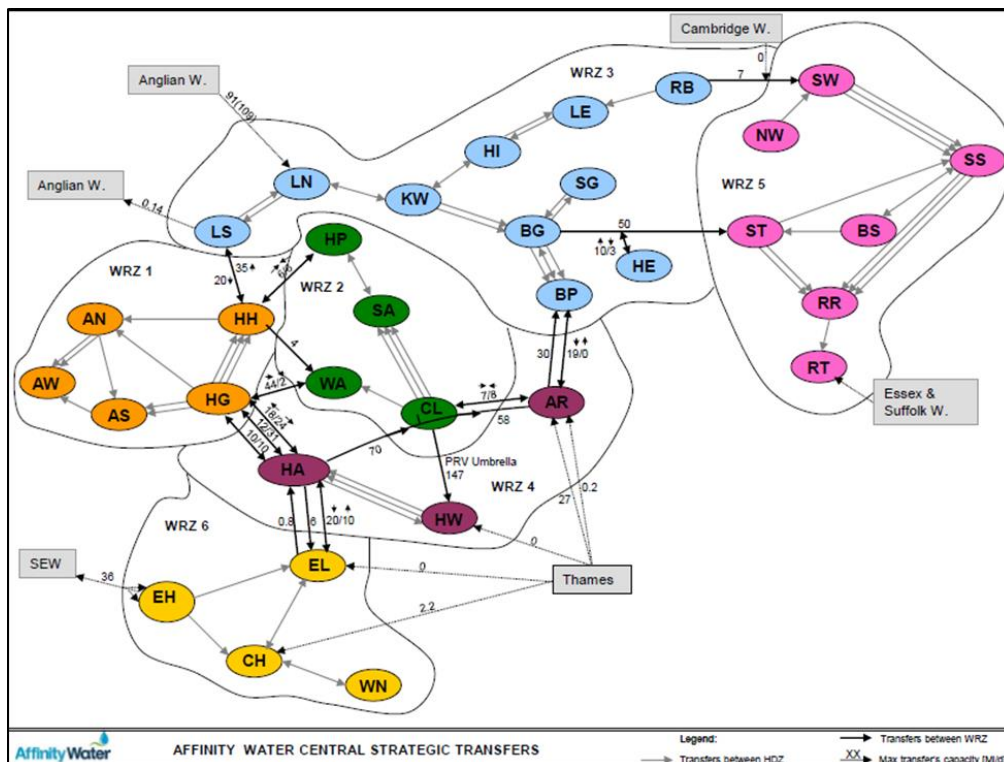 Cambridge W.
Anglian W.
WRZ 3
0
7
RB
SW
91(109)
LE
NW
HI
SS
Anglian W.
LN
SG
WRZ 5
KW
0.14
LS
HP
BG
50
ST
BS
10/3
HE
WRZ 1
35
20
WRZ 2
BP
AN
HH
SA
RR
4
30
19/0
RT
AW
WA
44/2
7/8
AR
Essex &
Suffolk W.
AS
HG
CL
58
18/24
12/31
10/10
70
HA
PRV Umbrella
147
WRZ 4
27
0.2
HW
WRZ 6
0.8
6
20/10
0
SEW
36
EL
0
Thames
EH
2.2
CH
WN
Affinity Water
AFFINITY WATER CENTRAL STRATEGIC TRANSFERS
Legend:
Transfers between WRZ
Transfers between HDZ
XX
Max transfer's capacity [Ml/d]